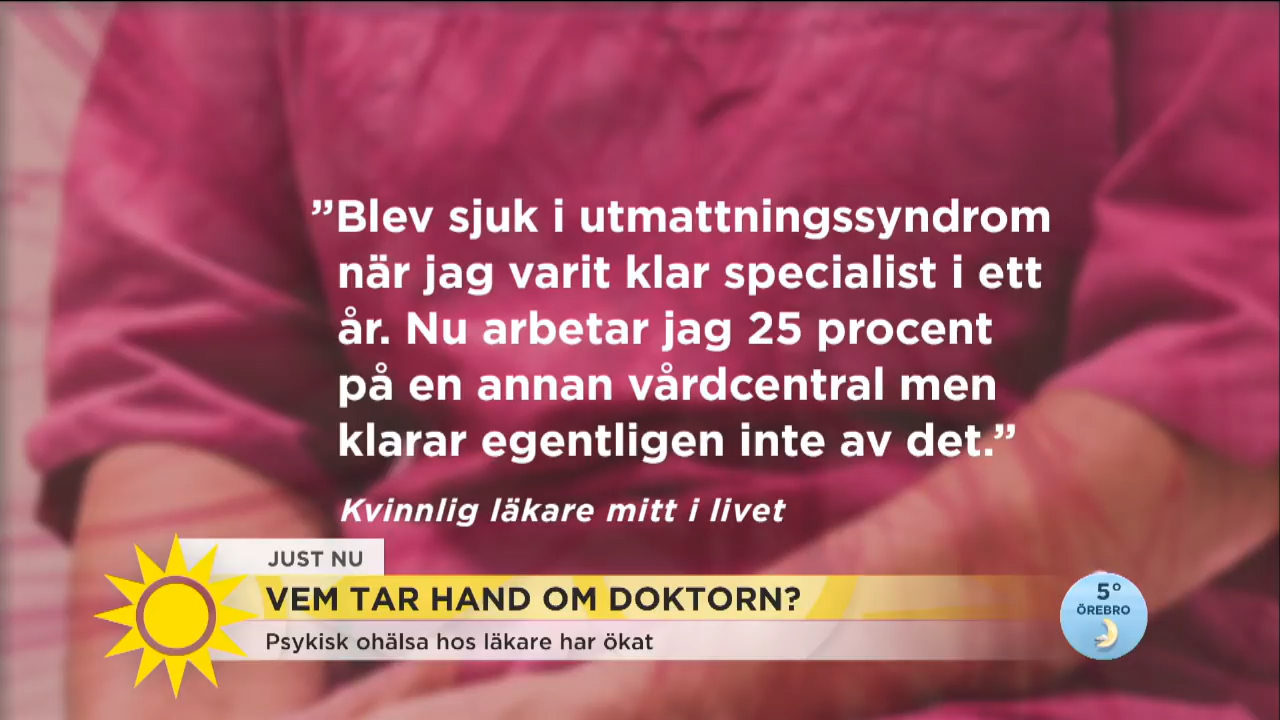 ”Blev sjuk i utmattningssyndrom
när jag varit klar specialist i ett
år. Nu arbetar jag 25 procent
på en annan vårdcentral men
klarar egentligen inte av det.”
Kvinnlig läkare mitt i livet
JUST NU
VEM TAR HAND OM DOKTORN?
Psykisk ohälsa hos läkare har ökat
5°
ÖREBRO